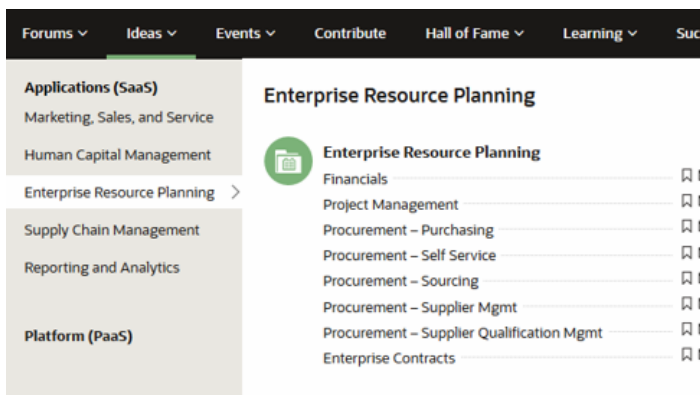 Forums Ideas Events Contribute Hall of Fame Learning
Applications (SaaS)
Marketing, Sales, and Service
Human Capital Management
Enterprise Resource Planning
Supply Chain Management
Reporting and Analytics
Platform (PaaS)
Enterprise Resource Planning
Enterprise Resource Planning
Financials
Project Management
Procurement – Purchasing
Procurement – Self Service
Procurement – Sourcing
Procurement – Supplier Mgmt
Procurement – Supplier Qualification Mgmt
Enterprise Contracts